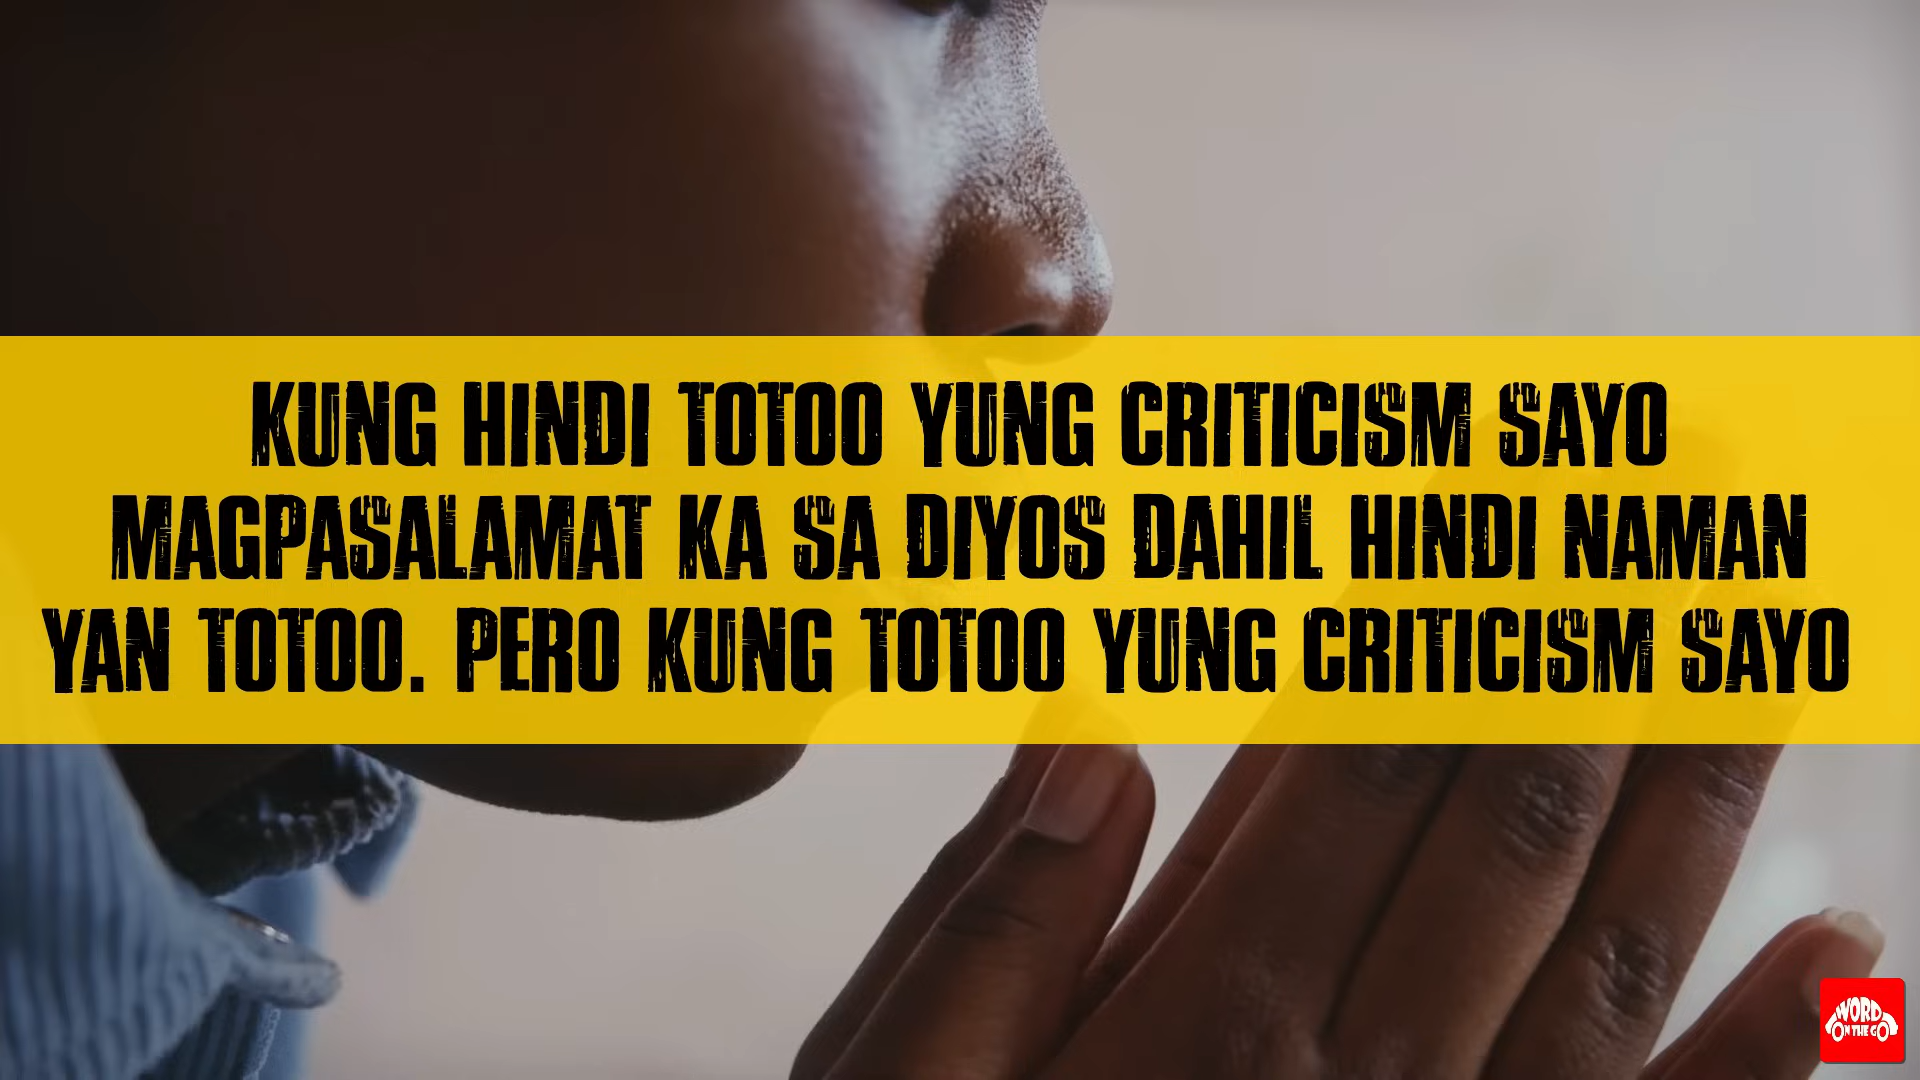 KUNG HINDI TOTOO YUNG CRITICISM SAYO
MAGPASALAMAT KA SA DIYOS DAHIL HINDI NAMAN
YAN TOTOO. PERO KUNG TOTOO YUNG CRITICISM SAYO
WORD
ON THE GO